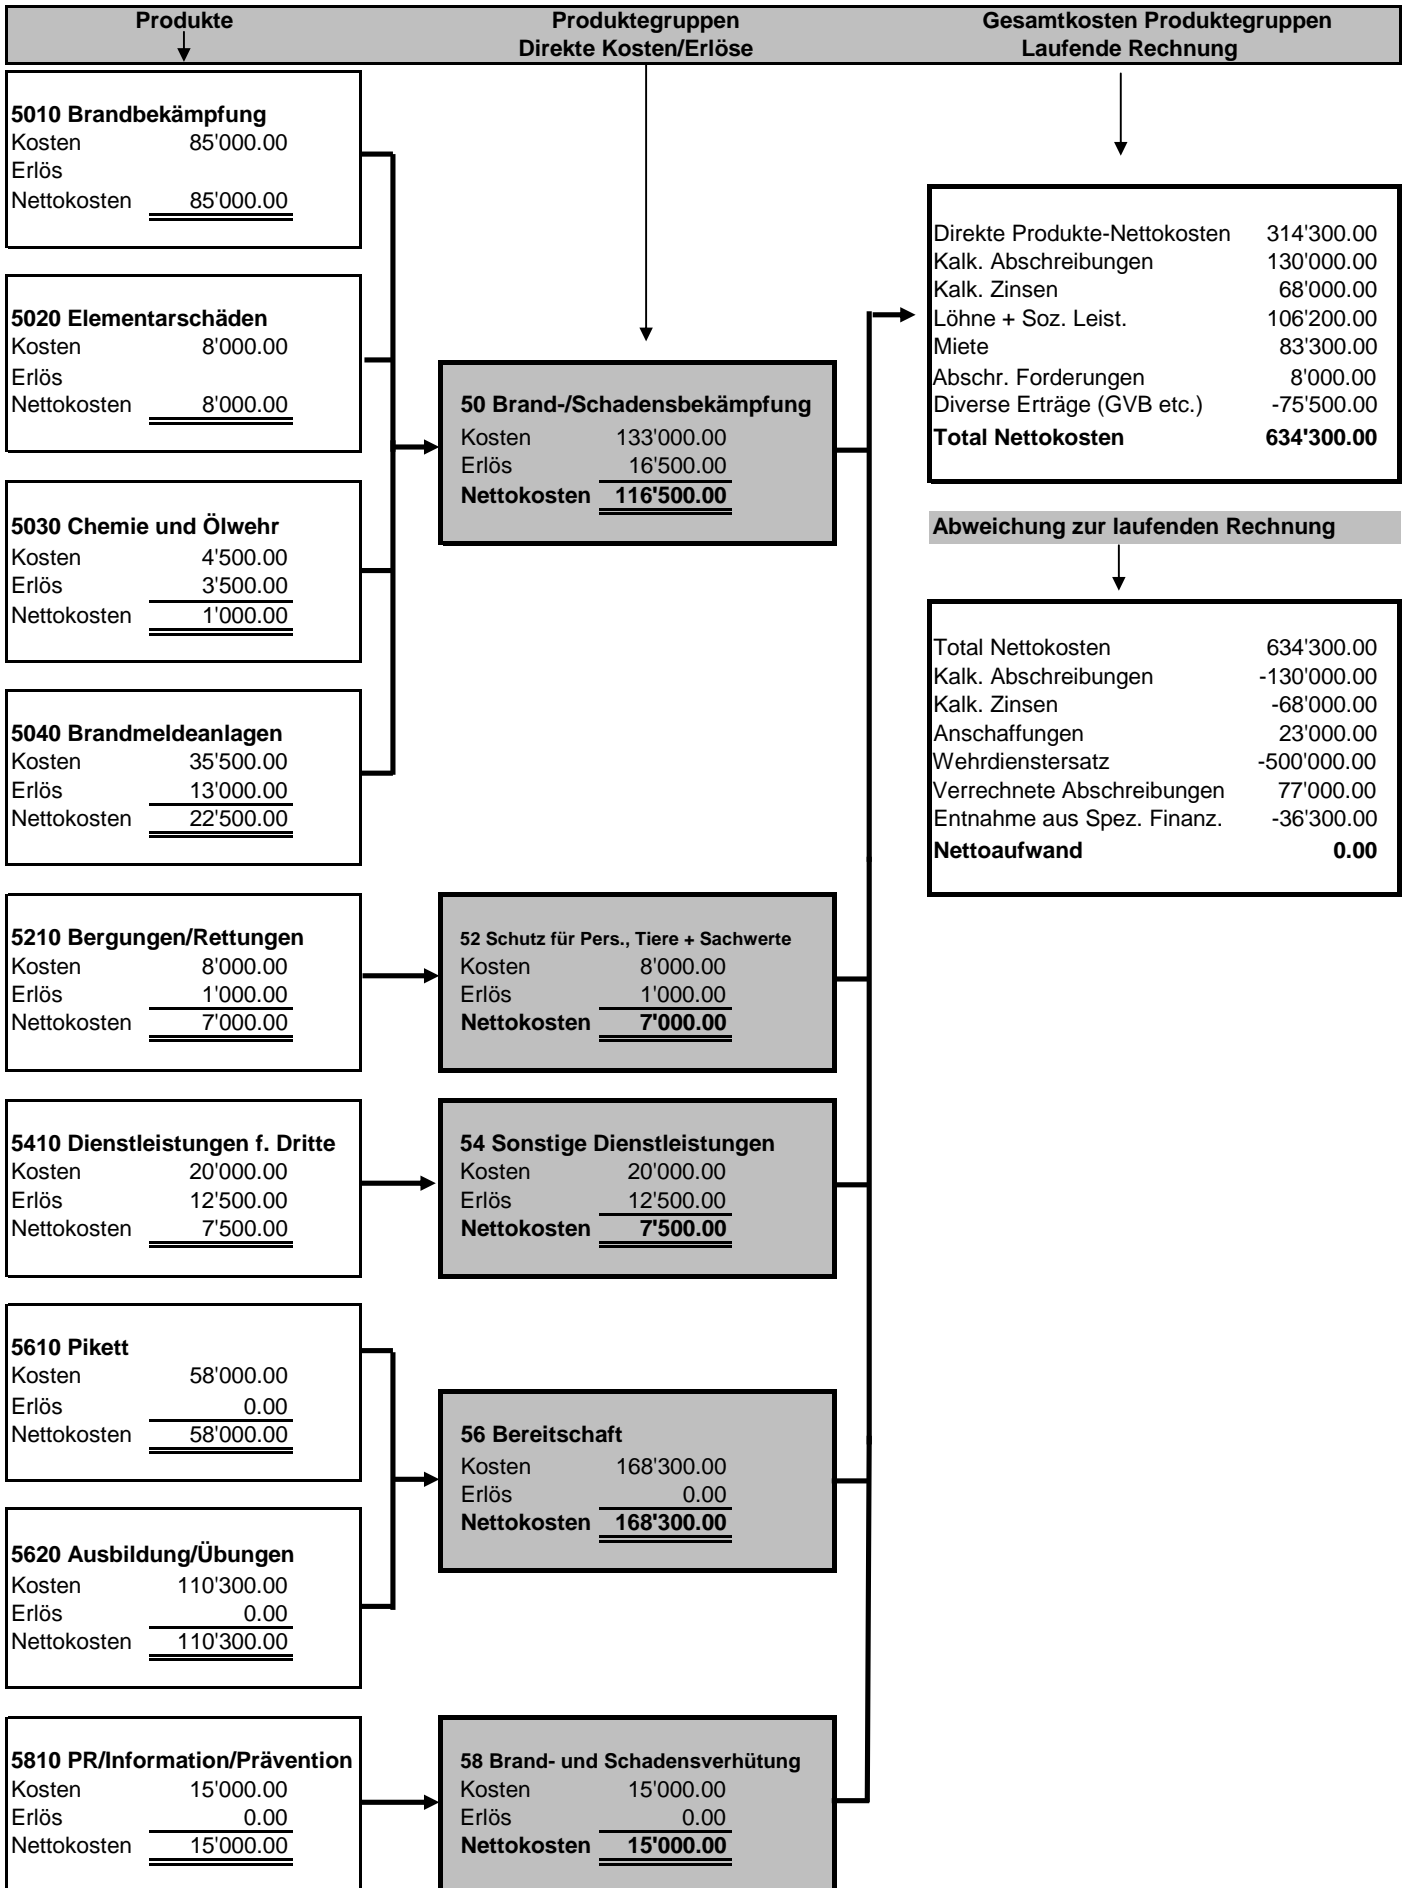 Produkte
Produktegruppen
Direkte Kosten/Erlöse
Gesamtkosten Produktegruppen
Laufende Rechnung
5010 Brandbekämpfung
Kosten 85'000.00
Erlös
Nettokosten 85'000.00
5020 Elementarschäden
Kosten 8'000.00
Erlös
Nettokosten 8'000.00
5030 Chemie und Ölwehr
Kosten 4'500.00
Erlös 3'500.00
Nettokosten 1'000.00
5040 Brandmeldeanlagen
Kosten 35'500.00
Erlös 13'000.00
Nettokosten 22'500.00
5210 Bergungen/Rettungen
Kosten 8'000.00
Erlös 1'000.00
Nettokosten 7'000.00
5410 Dienstleistungen f. Dritte
Kosten 20'000.00
Erlös 12'500.00
Nettokosten 7'500.00
5610 Pikett
Kosten 58'000.00
Erlös 0.00
Nettokosten 58'000.00
5620 Ausbildung/Übungen
Kosten 110'300.00
Erlös 0.00
Nettokosten 110'300.00
5810 PR/Information/Prävention
Kosten 15'000.00
Erlös 0.00
Nettokosten 15'000.00
50 Brand-/Schadensbekämpfung
Kosten 133'000.00
Erlös 16'500.00
Nettokosten 116'500.00
52 Schutz für Pers., Tiere + Sachwerte
Kosten 8'000.00
Erlös 1'000.00
Nettokosten 7'000.00
54 Sonstige Dienstleistungen
Kosten 20'000.00
Erlös 12'500.00
Nettokosten 7'500.00
56 Bereitschaft
Kosten 168'300.00
Erlös 0.00
Nettokosten 168'300.00
58 Brand- und Schadensverhütung
Kosten 15'000.00
Erlös 0.00
Nettokosten 15'000.00
Direkte Produkte-Nettokosten 314'300.00
Kalk. Abschreibungen 130'000.00
Kalk. Zinsen 68'000.00
Löhne + Soz. Leist. 106'200.00
Miete 83'300.00
Abschr. Forderungen 8'000.00
Diverse Erträge (GVB etc.) -75'500.00
Total Nettokosten 634'300.00
Abweichung zur laufenden Rechnung
Total Nettokosten 634'300.00
Kalk. Abschreibungen -130'000.00
Kalk. Zinsen -68'000.00
Anschaffungen 23'000.00
Wehrdienstersatz -500'000.00
Verrechnete Abschreibungen 77'000.00
Entnahme aus Spez. Finanz. -36'300.00
Nettoaufwand 0.00